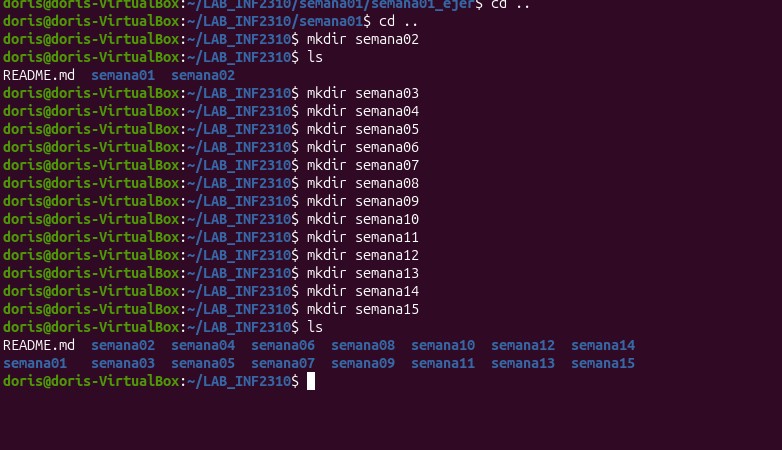 doris@doris-VirtualBox:~/LAB_INF2310/semana01/semana01_ejer$ cd ..
doris@doris-VirtualBox:~/LAB_INF2310/semana01$ cd ..
doris@doris-VirtualBox:~/LAB_INF2310$ mkdir semana02
doris@doris-VirtualBox:~/LAB_INF2310$ ls
README.md  semana01  semana02
doris@doris-VirtualBox:~/LAB_INF2310$ mkdir semana03
doris@doris-VirtualBox:~/LAB_INF2310$ mkdir semana04
doris@doris-VirtualBox:~/LAB_INF2310$ mkdir semana05
doris@doris-VirtualBox:~/LAB_INF2310$ mkdir semana06
doris@doris-VirtualBox:~/LAB_INF2310$ mkdir semana07
doris@doris-VirtualBox:~/LAB_INF2310$ mkdir semana08
doris@doris-VirtualBox:~/LAB_INF2310$ mkdir semana09
doris@doris-VirtualBox:~/LAB_INF2310$ mkdir semana10
doris@doris-VirtualBox:~/LAB_INF2310$ mkdir semana11
doris@doris-VirtualBox:~/LAB_INF2310$ mkdir semana12
doris@doris-VirtualBox:~/LAB_INF2310$ mkdir semana13
doris@doris-VirtualBox:~/LAB_INF2310$ mkdir semana14
doris@doris-VirtualBox:~/LAB_INF2310$ mkdir semana15
doris@doris-VirtualBox:~/LAB_INF2310$ ls
README.md  semana02  semana04  semana06  semana08  semana10  semana12  semana14
semana01   semana03  semana05  semana07  semana09  semana11  semana13  semana15
doris@doris-VirtualBox:~/LAB_INF2310$